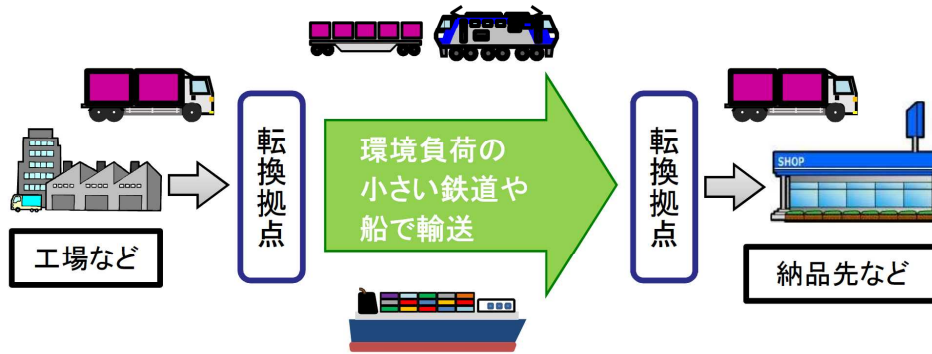 転換拠点
環境負荷の
小さい鉄道や
船で輸送
転換拠点
SHOP
工場など
納品先など